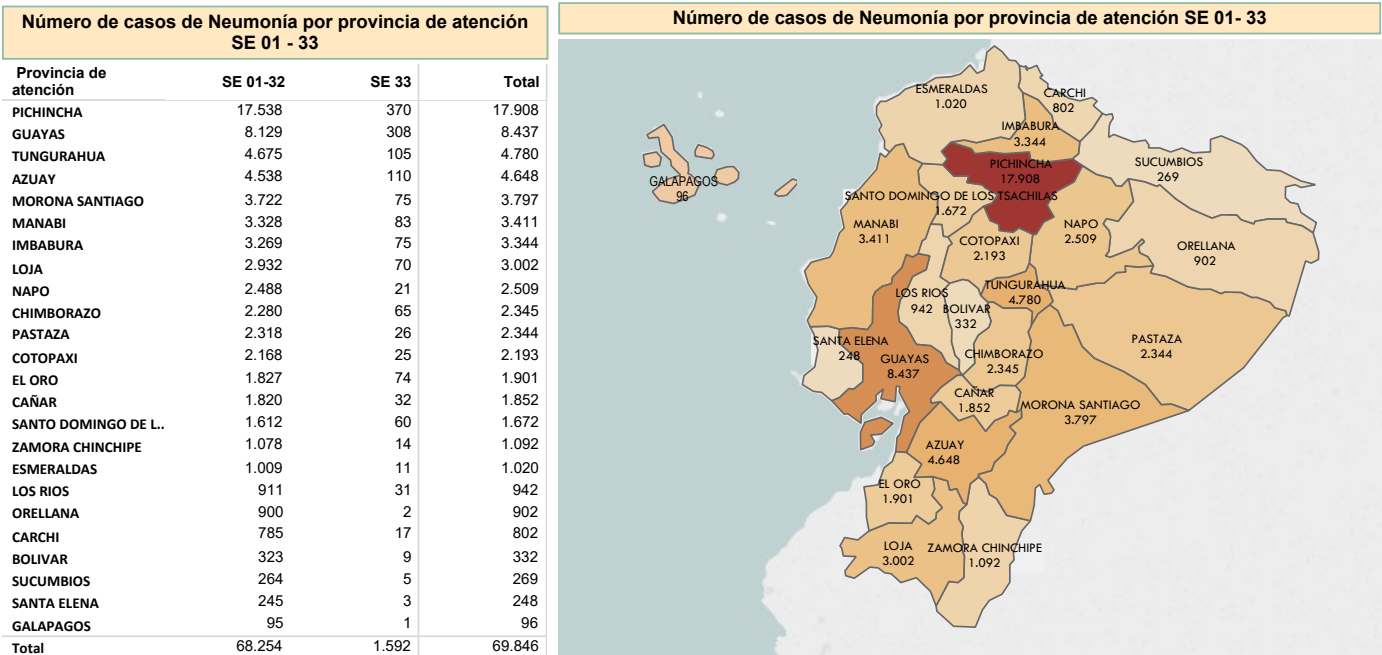 Número de casos de Neumonía por provincia de atención
SE 01 - 33
Provincia de
atención SE 01-32 SE 33 Total
PICHINCHA 17.538 370 17.908
GUAYAS 8.129 308 8.437
TUNGURAHUA 4.675 105 4.780
AZUAY 4.538 110 4.648
MORONA SANTIAGO 3.722 75 3.797
MANABI 3.328 83 3.411
IMBABURA 3.269 75 3.344
LOJA 2.932 70 3.002
NAPO 2.488 21 2.509
CHIMBORAZO 2.280 65 2.345
PASTAZA 2.318 26 2.344
COTOPAXI 2.168 25 2.193
EL ORO 1.827 74 1.901
CAÑAR 1.820 32 1.852
SANTO DOMINGO DE L.. 1.612 60 1.672
ZAMORA CHINCHIPE 1.078 14 1.092
ESMERALDAS 1.009 11 1.020
LOS RIOS 911 31 942
ORELLANA 900 2 902
CARCHI 785 17 802
BOLIVAR 323 9 332
SUCUMBIOS 264 5 269
SANTA ELENA 245 3 248
GALAPAGOS 95 1 96
Total 68.254 1.592 69.846
Número de casos de Neumonía por provincia de atención SE 01- 33
ESMERALDAS
1.020
CARCHI
802
IMBABURA
3.344
PICHINCHA
17.908
SUCUMBIOS
269
GALAPAGOS
96
SANTO DOMINGO DE LOS TSACHILAS
1.672
MANABI
3.411
NAPO
2.509
COTOPAXI
2.193
ORELLANA
902
TUNGURAHUA
4.780
LOS RIOS
942
BOLIVAR
332
SANTA ELENA
248
GUAYAS
8.437
CHIMBORAZO
2.345
PASTAZA
2.344
CAÑAR
1.852
MORONA SANTIAGO
3.797
AZUAY
4.648
EL ORO
1.901
LOJA
3.002
ZAMORA CHINCHIPE
1.092